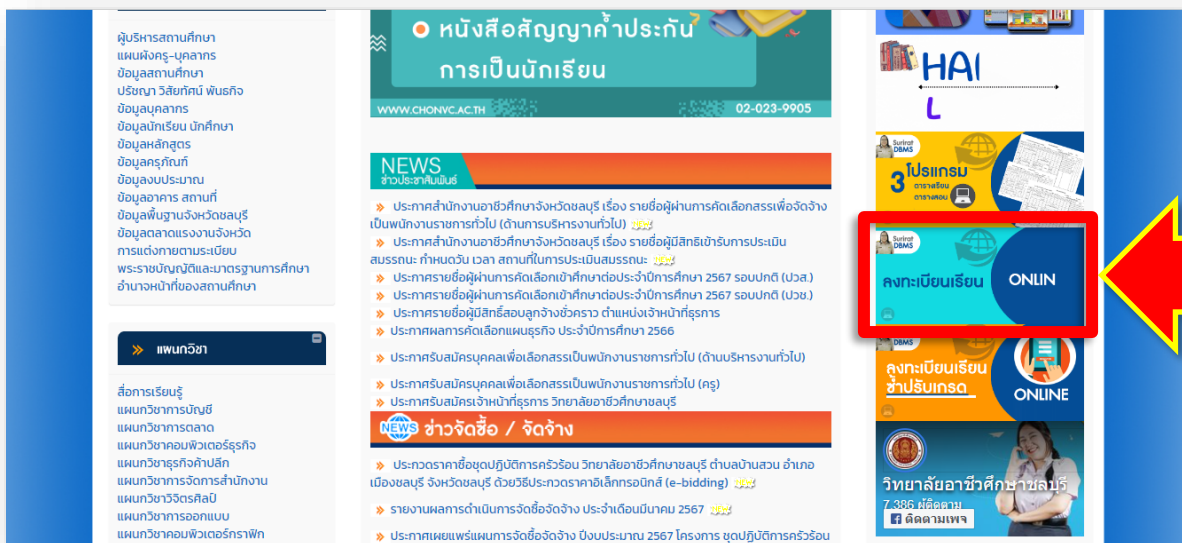 ผู้บริหารสถานศึกษา
แผนผังครู-บุคลากร
ข้อมูลสถานศึกษา
ปรัชญา วิสัยทัศน์ พันธกิจ
ข้อมูลบุคลากร
ข้อมูลนักเรียน นักศึกษา
ข้อมูลหลักสูตร
ข้อมูลครุภัณฑ์
ข้อมูลงบประมาณ
ข้อมูลอาคาร สถานที่
ข้อมูลพื้นฐานจังหวัดชลบุรี
ข้อมูลตลาดแรงงานจังหวัด
การแต่งกายตามระเบียบ
พระราชบัญญัติและมาตรฐานการศึกษา
อำนาจหน้าที่ของสถานศึกษา
แผนกวิชา
สื่อการเรียนรู้
แผนกวิชาการบัญชี
แผนกวิชาการตลาด
แผนกวิชาคอมพิวเตอร์ธุรกิจ
แผนกวิชาธุรกิจค้าปลีก
แผนกวิชาการจัดการสำนักงาน
แผนกวิชาวิจิตรศิลป์
แผนกวิชาการออกแบบ
แผนกวิชาคอมพิวเตอร์กราฟิก
หนังสือสัญญาค้ำประกัน
การเป็นนักเรียน
WWW.CHONVC.AC.TH 02-023-9905
NEWS
ข่าวประชาสัมพันธ์
ประกาศสำนักงานอาชีวศึกษาจังหวัดชลบุรี เรื่อง รายชื่อผู้ผ่านการคัดเลือกสรรเพื่อจัดจ้าง
เป็นพนักงานราชการทั่วไป (ด้านการบริหารงานทั่วไป)
ประกาศสำนักงานอาชีวศึกษาจังหวัดชลบุรี เรื่อง รายชื่อผู้มีสิทธิเข้ารับการประเมิน
สมรรถนะ กำหนดวัน เวลา สถานที่ในการประเมินสมรรถนะ
ประกาศรายชื่อผู้ผ่านการคัดเลือกเข้าศึกษาต่อประจำปีการศึกษา 2567 รอบปกติ (ปวส.)
ประกาศรายชื่อผู้ผ่านการคัดเลือกเข้าศึกษาต่อประจำปีการศึกษา 2567 รอบปกติ (ปวช.)
ประกาศรายชื่อผู้มีสิทธิ์สอบลูกจ้างชั่วคราว ตำแหน่งเจ้าหน้าที่ธุรการ
ประกาศผลการคัดเลือกแผนธุรกิจ ประจำปีการศึกษา 2566
ประกาศรับสมัครบุคคลเพื่อเลือกสรรเป็นพนักงานราชการทั่วไป (ด้านบริหารงานทั่วไป)
ประกาศรับสมัครบุคคลเพื่อเลือกสรรเป็นพนักงานราชการทั่วไป (ครู)
ประกาศรับสมัครเจ้าหน้าที่ธุรการ วิทยาลัยอาชีวศึกษาชลบุรี
NEWS ข่าวจัดซื้อ / จัดจ้าง
ประกวดราคาซื้อชุดปฏิบัติการครัวร้อน วิทยาลัยอาชีวศึกษาชลบุรี ตำบลบ้านสวน อำเภอ
เมืองชลบุรี จังหวัดชลบุรี ด้วยวิธีประกวดราคาอิเล็กทรอนิกส์ (e-bidding)
รายงานผลการดำเนินการจัดซื้อจัดจ้าง ประจำเดือนมีนาคม 2567
ประกาศเผยแพร่แผนการจัดซื้อจัดจ้าง ปีงบประมาณ 2567 โครงการ ชุดปฏิบัติการครัวร้อน
HAI
L
Surirat
DBMS
3 โปรแกรม
ตารางเรียน
ตารางสอน
Surirat
DBMS
ลงทะเบียนเรียน ONLIN
DBMS
ลงทะเบียนเรียน
ซ้ำปรับเกรด
ONLINE
วิทยาลัยอาชีวศึกษาชลบุรี
7,386 ผู้ติดตาม
ติดตามเพจ